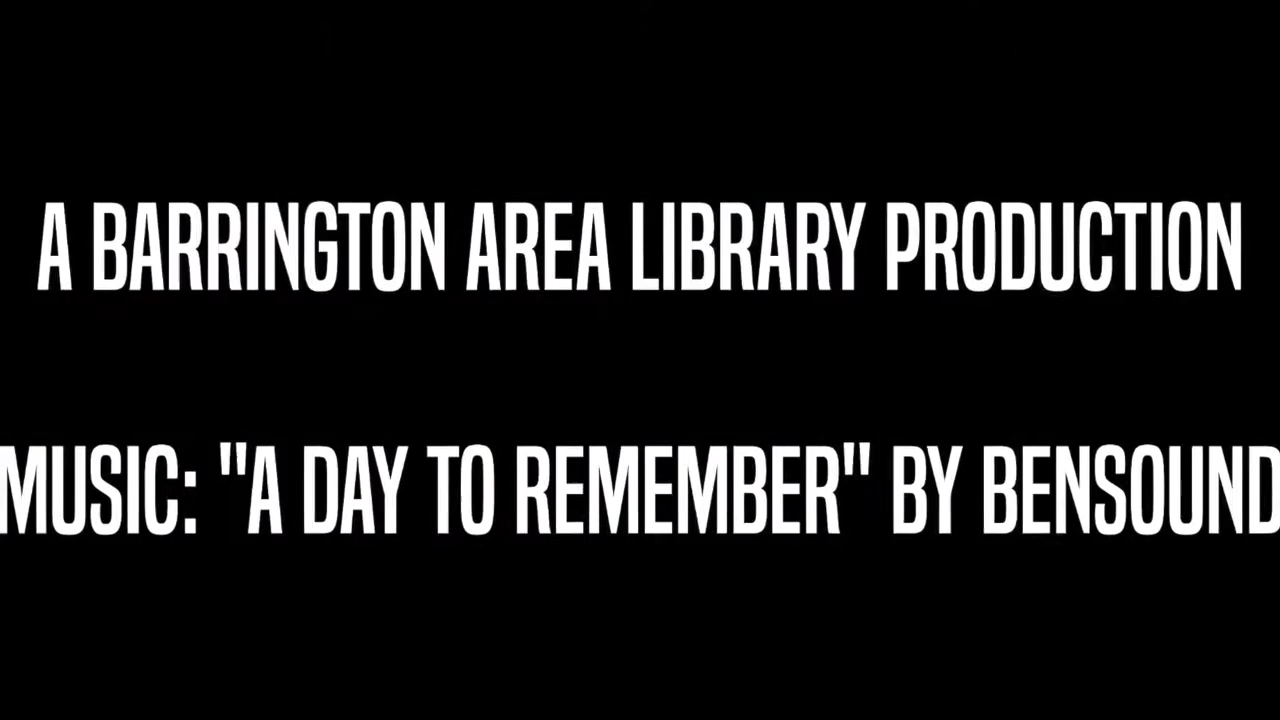 A BARRINGTON AREA LIBRARY PRODUCTION
MUSIC: "A DAY TO REMEMBER" BY BENSOUND